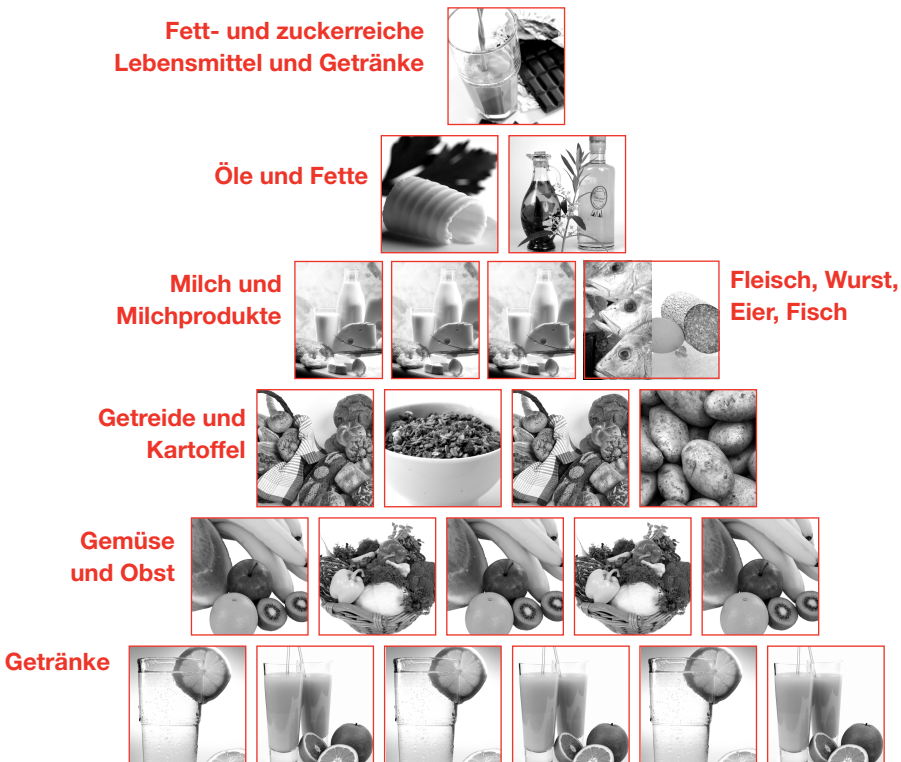 Fett- und zuckerreiche
Lebensmittel und Getränke
Öle und Fette
Milch und
Milchprodukte
Fleisch, Wurst,
Eier, Fisch
Getreide und
Kartoffel
Gemüse
und Obst
Getränke